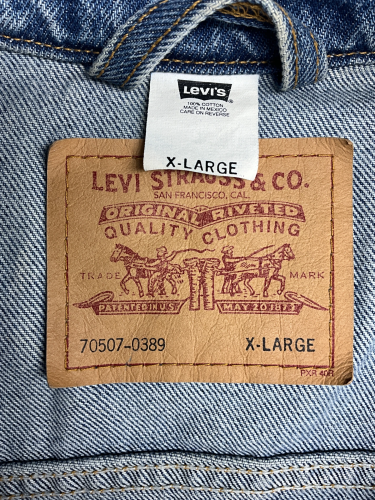 LEVI'S
100% COTTON
MADE IN MEXICO
CARE ON REVERSE
X-LARGE
LEVI STRAUSS & CO.
SAN FRANCISCO, CAL.
ORIGINAL RIVETED
QUALITY CLOTHING
TRADE MARK
PATENTED IN U.S. MAY 20 1873
70507-0389 X-LARGE
PXR 40R